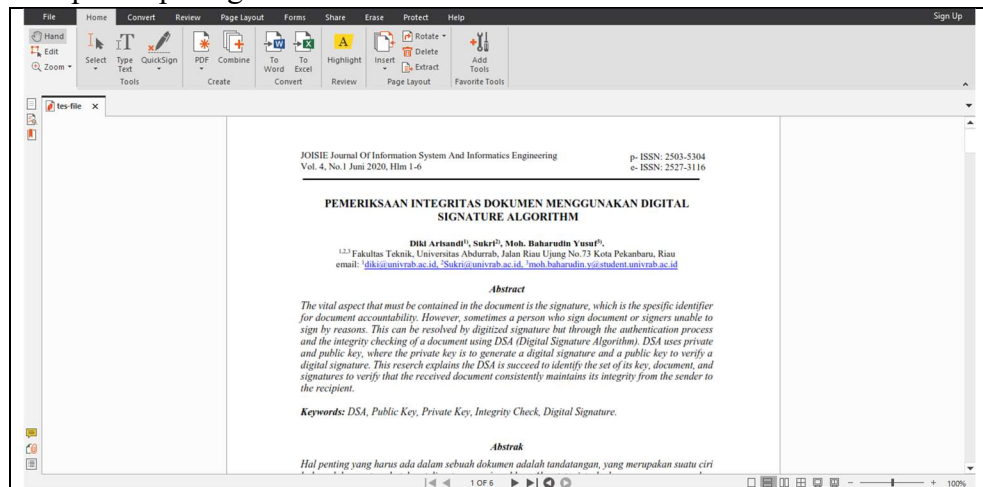 File Home Convert Review Page Layout Forms Share Erase Protect Help Sign Up
Hand
Edit
Zoom
Select
Type Text
QuickSign
Tools
PDF
Combine
Create
To Word
To Excel
Convert
Highlight
Review
Insert
Rotate
Delete
Extract
Page Layout
Add Tools
Favorite Tools
tes-file x
JOISIE Journal Of Information System And Informatics Engineering p- ISSN: 2503-5304
Vol. 4, No.1 Juni 2020, Hlm 1-6 e- ISSN: 2527-3116
PEMERIKSAAN INTEGRITAS DOKUMEN MENGGUNAKAN DIGITAL
SIGNATURE ALGORITHM
Diki Arisandi1), Sukri2), Moh. Baharudin Yusuf3).
1,2,3 Fakultas Teknik, Universitas Abdurrab, Jalan Riau Ujung No.73 Kota Pekanbaru, Riau
email: 1diki@univrab.ac.id, 2Sukri@univrab.ac.id, 3moh.baharudin.y@student.univrab.ac.id
Abstract
The vital aspect that must be contained in the document is the signature, which is the spesific identifier
for document accountability. However, sometimes a person who sign document or signers unable to
sign by reasons. This can be resolved by digitized signature but through the authentication process
and the integrity checking of a document using DSA (Digital Signature Algorithm). DSA uses private
and public key, where the private key is to generate a digital signature and a public key to verify a
digital signature. This reserch explains the DSA is succeed to identify the set of its key, document, and
signatures to verify that the received document consistently maintains its integrity from the sender to
the recipient.
Keywords: DSA, Public Key, Private Key, Integrity Check, Digital Signature.
Abstrak
Hal penting yang harus ada dalam sebuah dokumen adalah tandatangan, yang merupakan suatu ciri
1 OF 6 100%